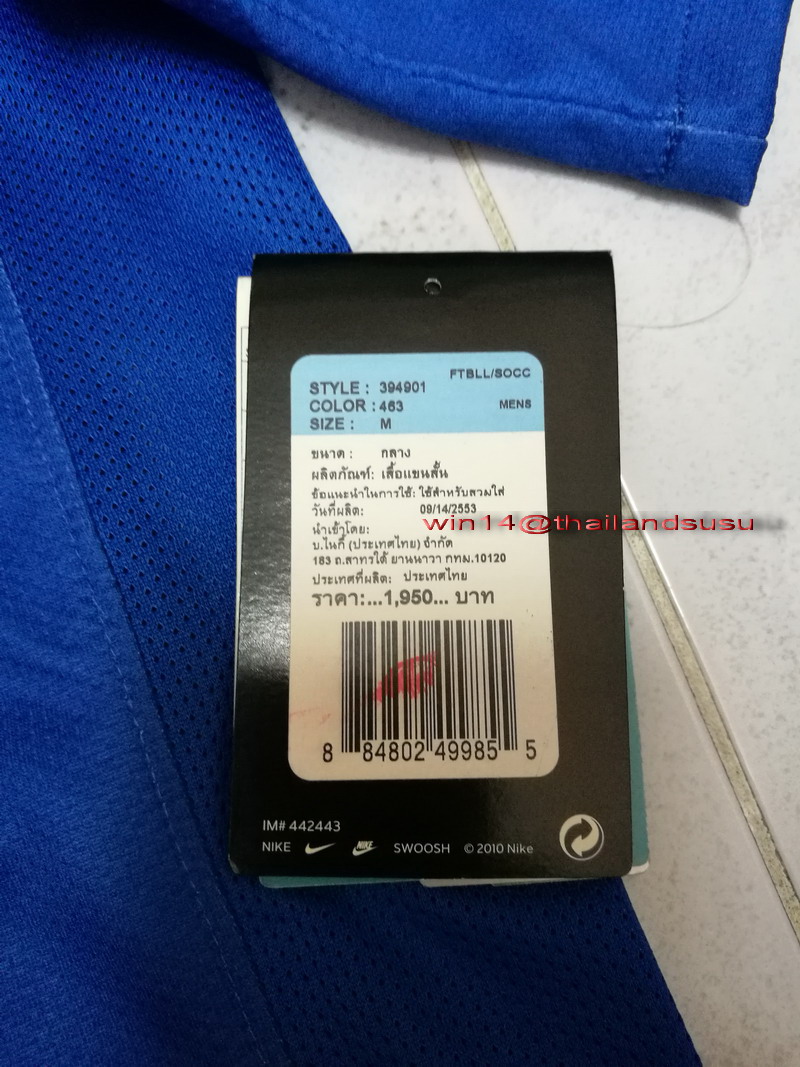 FTBLL/SOCC
STYLE : 394901
COLOR : 463 MENS
SIZE : M
ขนาด : กลาง
ผลิตภัณฑ์: เสื้อแขนสั้น
ข้อแนะนำในการใช้: ใช้สำหรับสวมใส่
วันที่ผลิต: 09/14/2553
win14@thailandsusu
นำเข้าโดย:
บ.ไนกี้ (ประเทศไทย) จำกัด
183 ถ.สาทรใต้ ยานนาวา กทม.10120
ประเทศที่ผลิต: ประเทศไทย
ราคา:...1,950... บาท
8 84802 49985 5
IM# 442443
NIKE NIKE SWOOSH © 2010 Nike